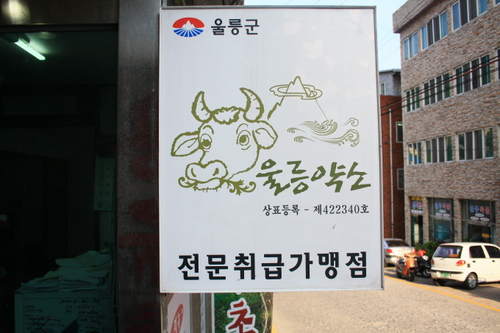 울릉군
울릉약소
상표등록 - 제422340호
전문취급가맹점
초